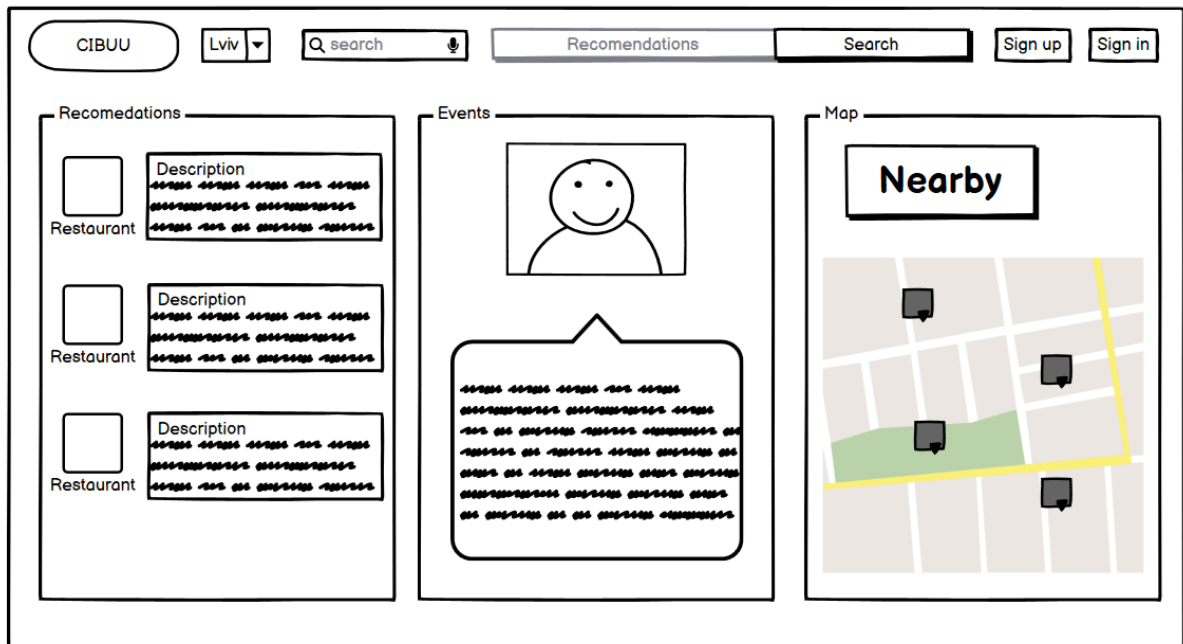 CIBUU
Lviv
search
Recomendations
Search
Sign up
Sign in
Recomedations
Description
Restaurant
Description
Restaurant
Description
Restaurant
Events
Map
Nearby